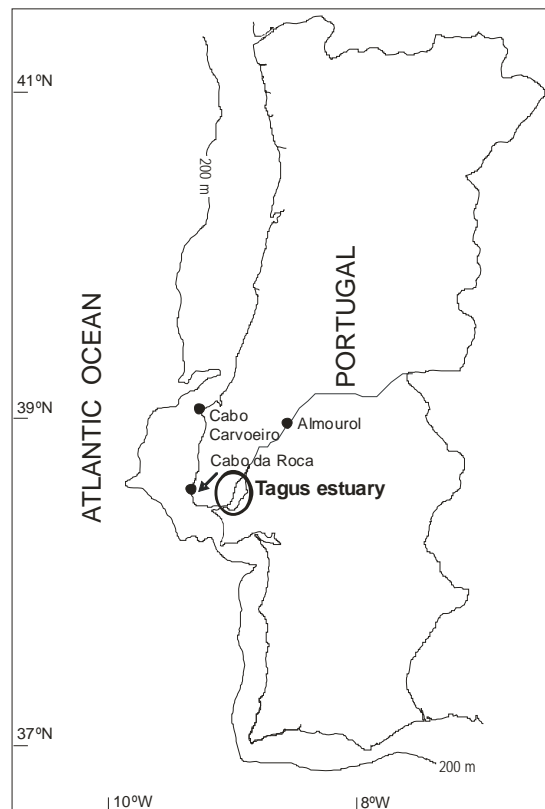 41ºN
200 m
ATLANTIC OCEAN
PORTUGAL
39ºN
Cabo
Carvoeiro
Almourol
Cabo da Roca
Tagus estuary
37ºN
200 m
10ºW
8ºW